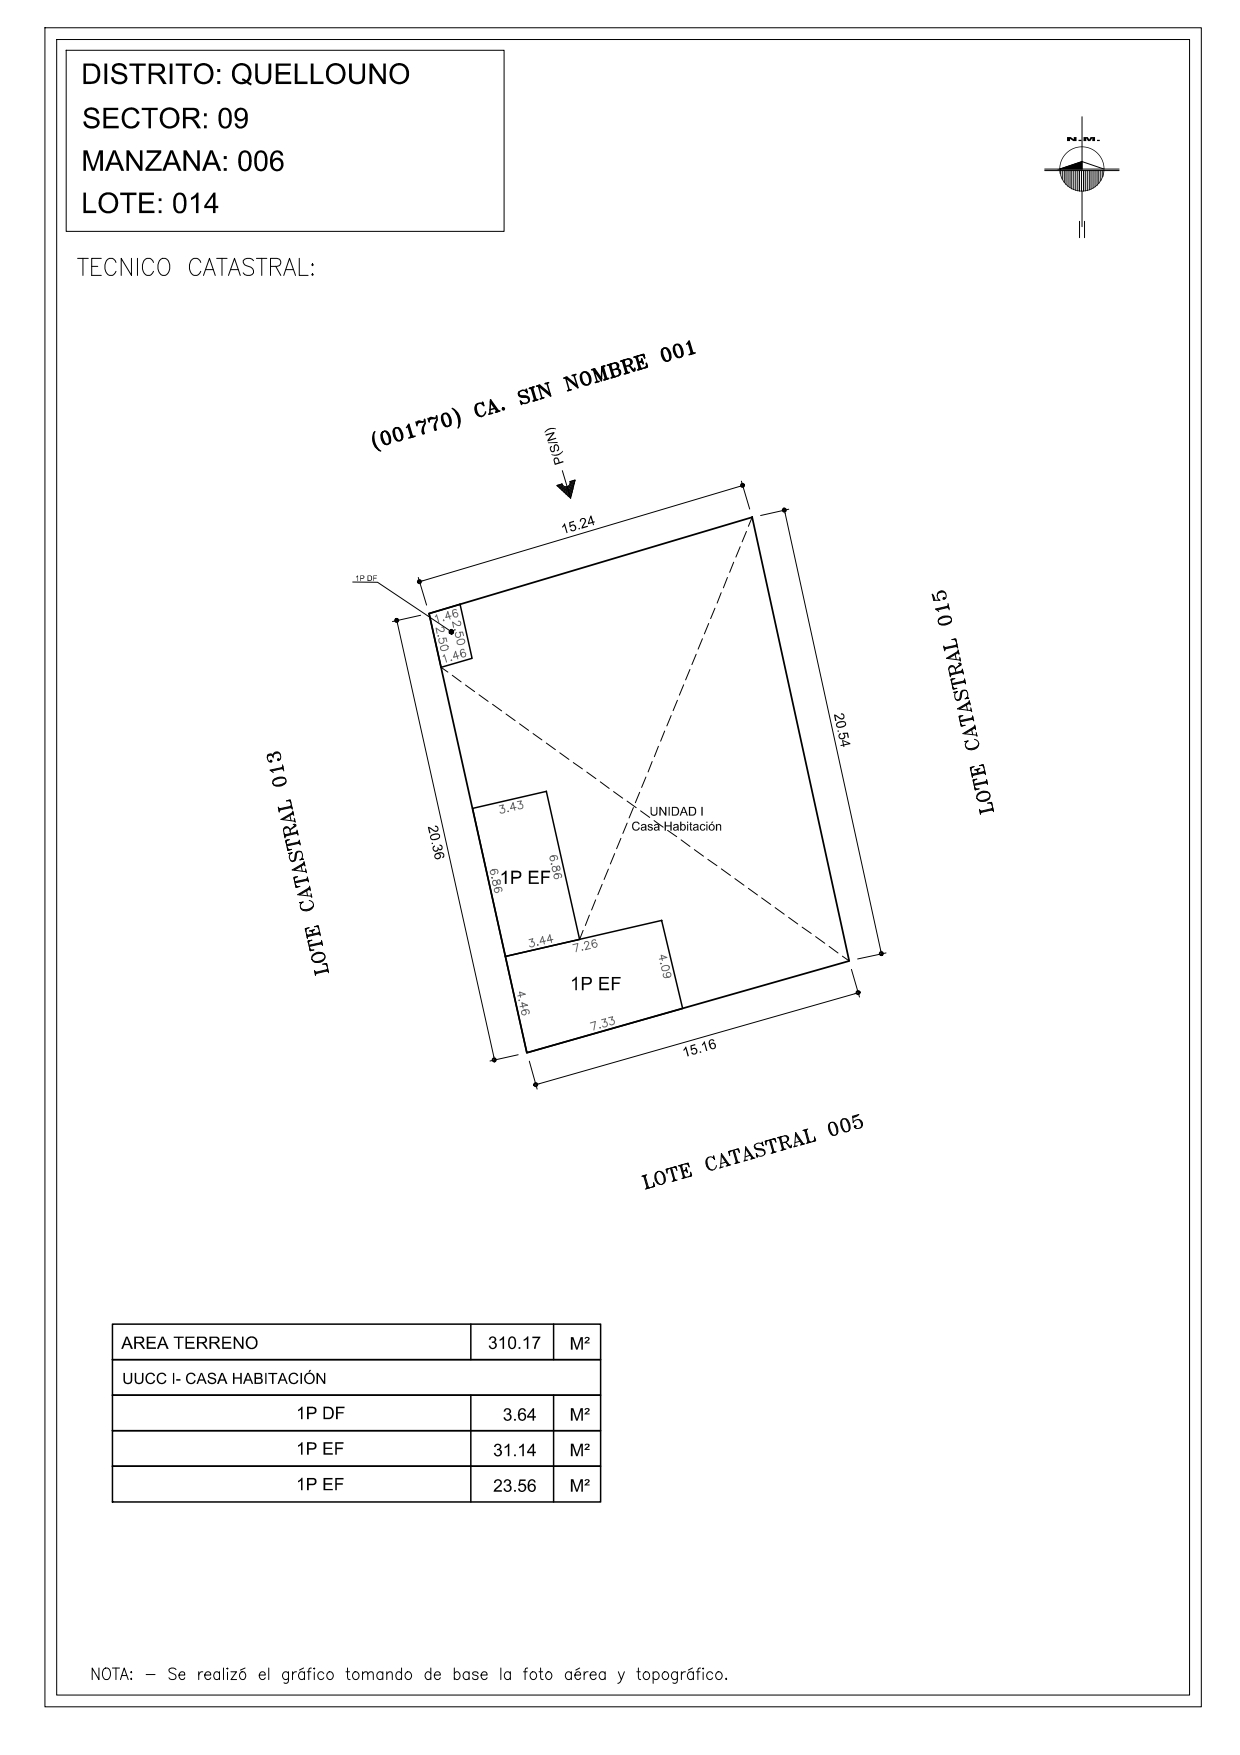 DISTRITO: QUELLOUNO
SECTOR: 09
MANZANA: 006
LOTE: 014
N.M.
TECNICO CATASTRAL:
(001770) CA. SIN NOMBRE 001
P(S/N)
15.24
1P DF
1.46
2.50
2.50
1.46
LOTE CATASTRAL 015
20.54
LOTE CATASTRAL 013
20.36
3.43
UNIDAD I
Casa Habitación
6.86
1P EF
6.86
3.44
7.26
4.09
1P EF
4.46
7.33
15.16
LOTE CATASTRAL 005
AREA TERRENO 310.17 M²
UUCC I- CASA HABITACIÓN
1P DF 3.64 M²
1P EF 31.14 M²
1P EF 23.56 M²
NOTA: - Se realizó el gráfico tomando de base la foto aérea y topográfico.